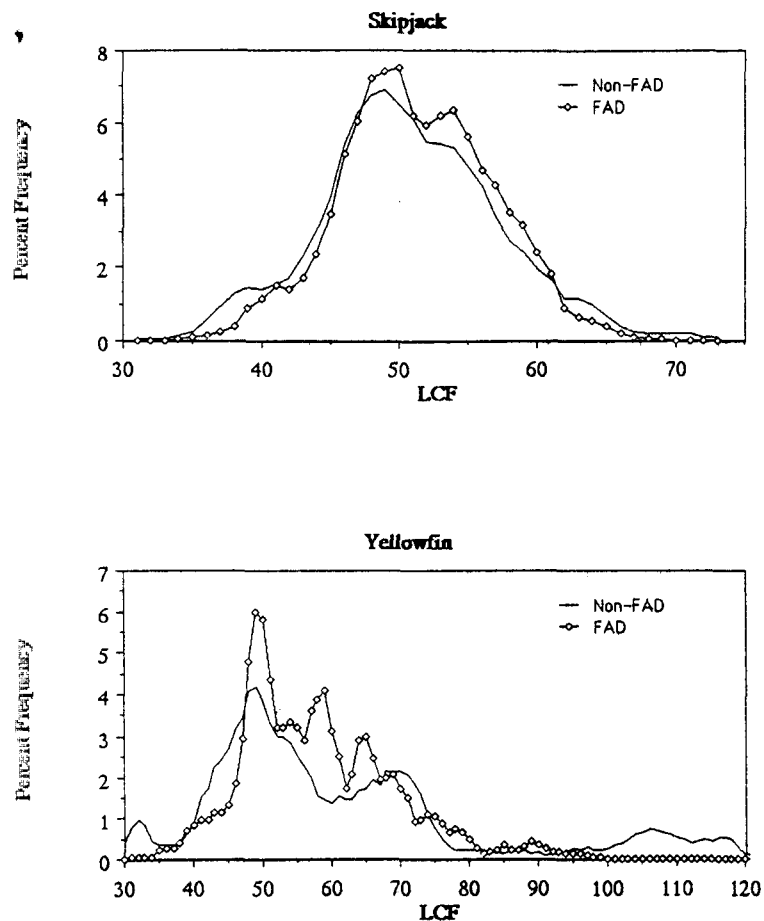 Skipjack
8
6
4
2
0
Percent Frequency
Non-FAD
FAD
30 40 50 60 70
LCF
Yellowfin
7
6
5
4
3
2
1
0
Percent Frequency
Non-FAD
FAD
30 40 50 60 70 80 90 100 110 120
LCF